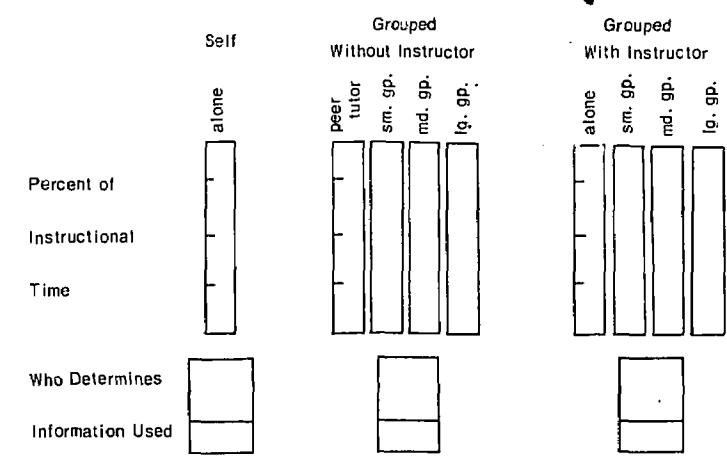 Self
Grouped
Without Instructor
Grouped
With Instructor
alone
peer
tutor
sm. gp.
md. gp.
lg. gp.
alone
sm. gp.
md. gp.
lg. gp.
Percent of
Instructional
Time
Who Determines
Information Used